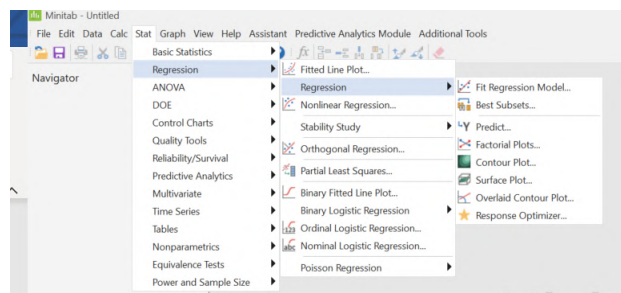 Minitab - Untitled
File Edit Data Calc Stat Graph View Help Assistant Predictive Analytics Module Additional Tools
Navigator
Basic Statistics
Regression
ANOVA
DOE
Control Charts
Quality Tools
Reliability/Survival
Predictive Analytics
Multivariate
Time Series
Tables
Nonparametrics
Equivalence Tests
Power and Sample Size
Fitted Line Plot...
Regression
Nonlinear Regression...
Stability Study
Orthogonal Regression...
Partial Least Squares...
Binary Fitted Line Plot...
Binary Logistic Regression
Ordinal Logistic Regression...
Nominal Logistic Regression...
Poisson Regression
Fit Regression Model...
Best Subsets...
Predict...
Factorial Plots...
Contour Plot...
Surface Plot...
Overlaid Contour Plot...
Response Optimizer...